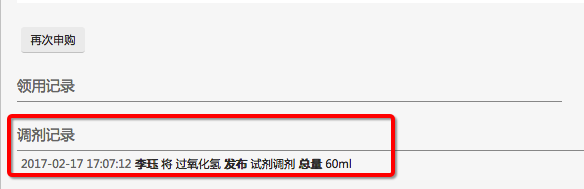 再次申购
领用记录
调剂记录
2017-02-17 17:07:12 李珏 将 过氧化氢 发布 试剂调剂 总量 60ml